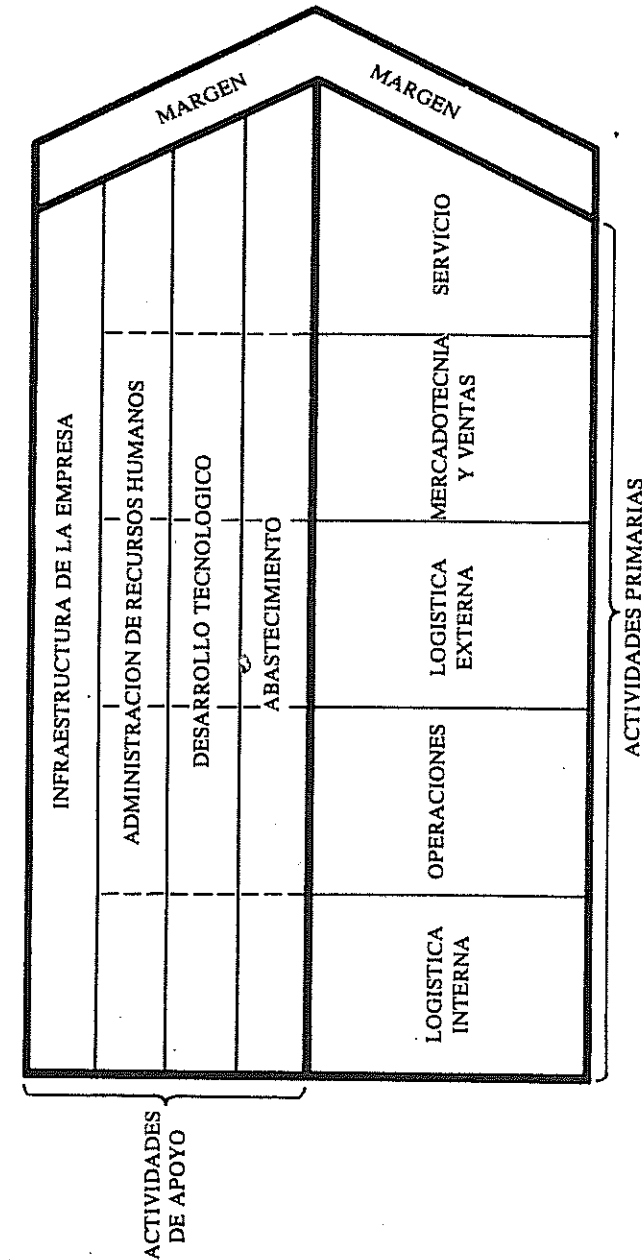 INFRAESTRUCTURA DE LA EMPRESA
ADMINISTRACION DE RECURSOS HUMANOS
DESARROLLO TECNOLOGICO
ABASTECIMIENTO
MARGEN
MARGEN
ACTIVIDADES
DE APOYO
LOGISTICA
INTERNA
OPERACIONES
LOGISTICA
EXTERNA
MERCADOTECNIA
Y VENTAS
SERVICIO
ACTIVIDADES PRIMARIAS